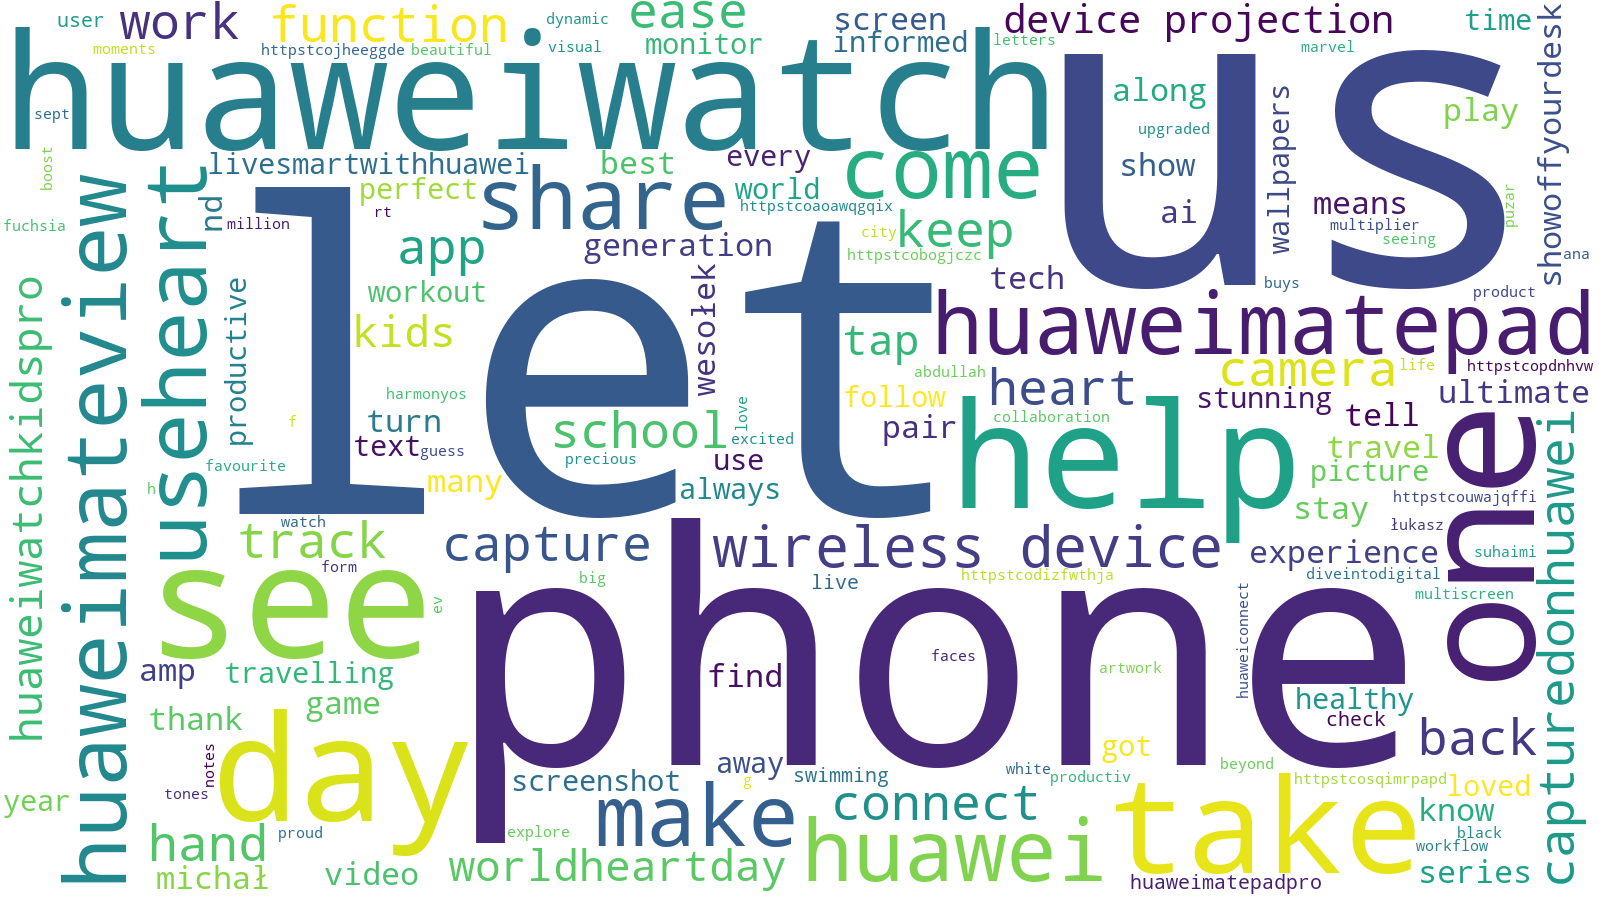 user
work
function
dynamic
ease
screen
device projection
time
moments
httpstcojheeggde
beautiful
visual
monitor
informed
letters
marvel
showoffyourdesk
huaweiwatch
us
sept
along
play
upgraded
wallpapers
boost
livesmartwithhuawei
best
every
come
show
huaweimateview
useheart
nd
perfect
share
world
httpstcoaoawqgqix
ai
means
puzar
fuchsia
million
rt
app
generation
city
keep
multiplier
seeing
httpstcobogjczc
ana
let
huaweiwatchkidspro
productive
workout
wesołek
tech
buys
product
kids
tap
huaweimatepad
camera
life
httpstcopdnhvw
harmonyos
abdullah
heart
stunning
ultimate
turn
love
follow
help
collaboration
tell
one
capturedonhuawei
f
text
guess
school
excited
pair
travel
favourite
precious
use
picture
h
many
always
httpstcouwajqffi
stay
watch
łukasz
track
capture
wireless device
experience
suhaimi
see
form
big
live
httpstcodizfwthja
diveintodigital
multiscreen
ev
phone
huaweiconnect
amp
travelling
find
faces
artwork
game
healthy
thank
check
day
notes
back
got
away
year
tones
screenshot
g
swimming
white
productiv
beyond
httpstcosqimrpapd
loved
make
connect
take
know
hand
proud
explore
black
workflow
michał
video
worldheartday
huawei
huaweimatepadpro
series